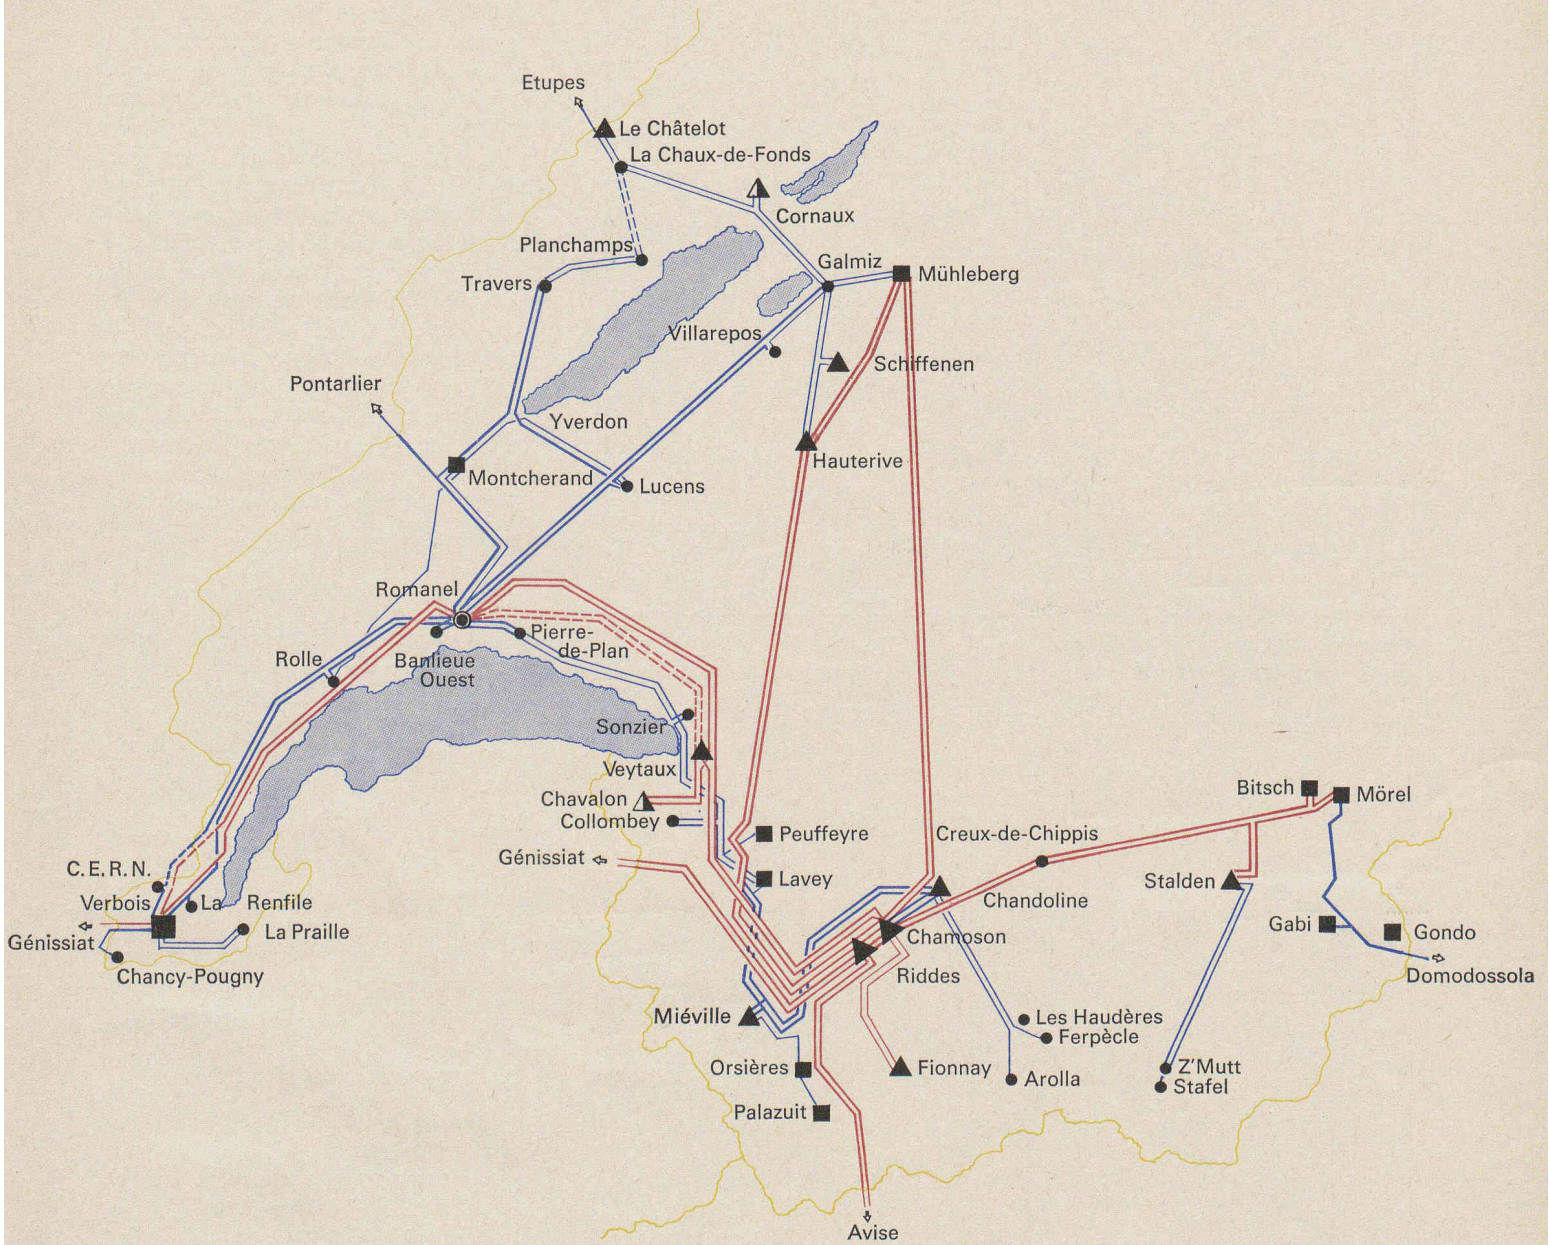 Etupes
Le Châtelot
La Chaux-de-Fonds
Cornaux
Planchamps
Galmiz
Mühleberg
Travers
Villarepos
Schiffenen
Pontarlier
Yverdon
Hauterive
Montcherand
Lucens
Romanel
Pierre-
de-Plan
Rolle
Banlieue
Ouest
Sonzier
Veytaux
Bitsch
Mörel
Chavalon
Collombey
Peuffeyre
Creux-de-Chippis
Génissiat
C.E.R.N.
Lavey
Stalden
Chandoline
Verbois
La Renfile
Gabi
Gondo
Génissiat
La Praille
Chamoson
Chancy-Pougny
Riddes
Domodossola
Miéville
Les Haudères
Ferpècle
Orsières
Fionnay
Arolla
Z'Mutt
Stafel
Palazuit
Avise